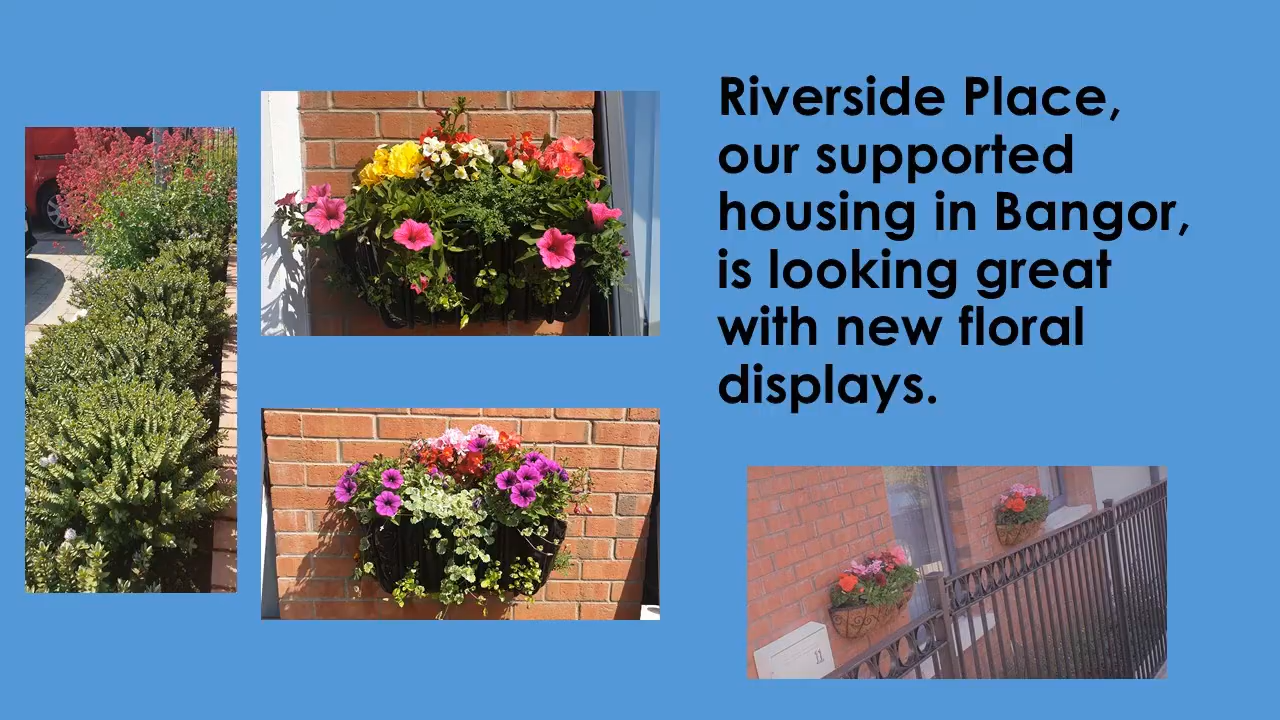 Riverside Place,
our supported
housing in Bangor,
is looking great
with new floral
displays.